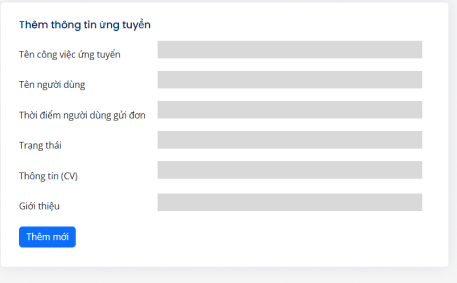 Thêm thông tin ứng tuyển
Tên công việc ứng tuyển
Tên người dùng
Thời điểm người dùng gửi đơn
Trạng thái
Thông tin (CV)
Giới thiệu
Thêm mới